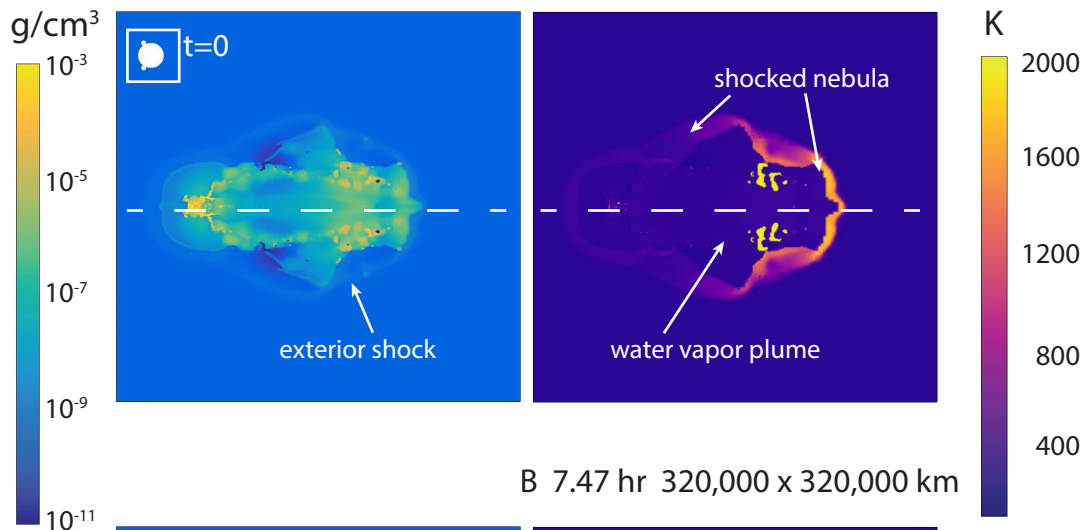 g/cm³
10⁻³
10⁻⁵
10⁻⁷
10⁻⁹
10⁻¹¹
t=0
exterior shock
shocked nebula
water vapor plume
K
2000
1600
1200
800
400
B 7.47 hr 320,000 x 320,000 km